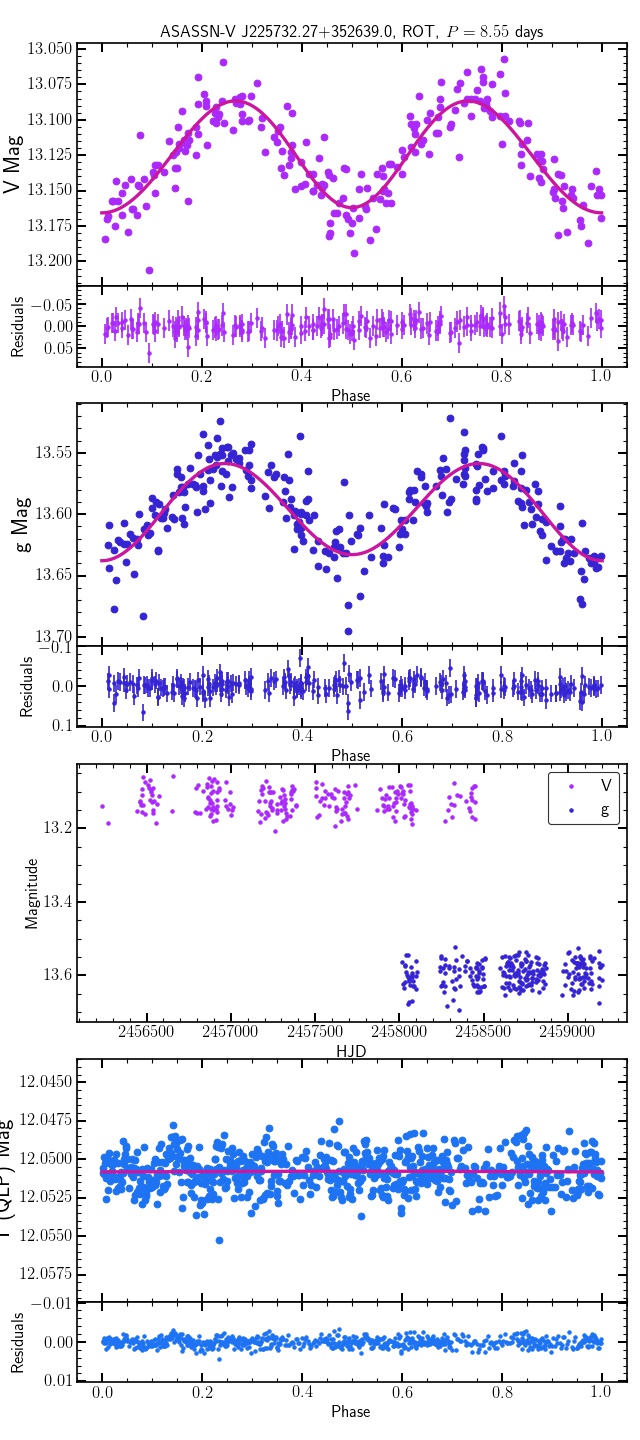 ASASSN-V J225732.27+352639.0, ROT, P = 8.55 days
13.050
13.075
13.100
13.125
13.150
13.175
13.200
V Mag
−0.05
0.00
0.05
Residuals
0.0 0.2 0.4 0.6 0.8 1.0
Phase
13.55
13.60
13.65
13.70
g Mag
−0.1
0.0
0.1
Residuals
0.0 0.2 0.4 0.6 0.8 1.0
Phase
V
g
13.2
13.4
13.6
Magnitude
2456500 2457000 2457500 2458000 2458500 2459000
HJD
12.0450
12.0475
12.0500
12.0525
12.0550
12.0575
T (QLP) Mag
−0.01
0.00
0.01
Residuals
0.0 0.2 0.4 0.6 0.8 1.0
Phase